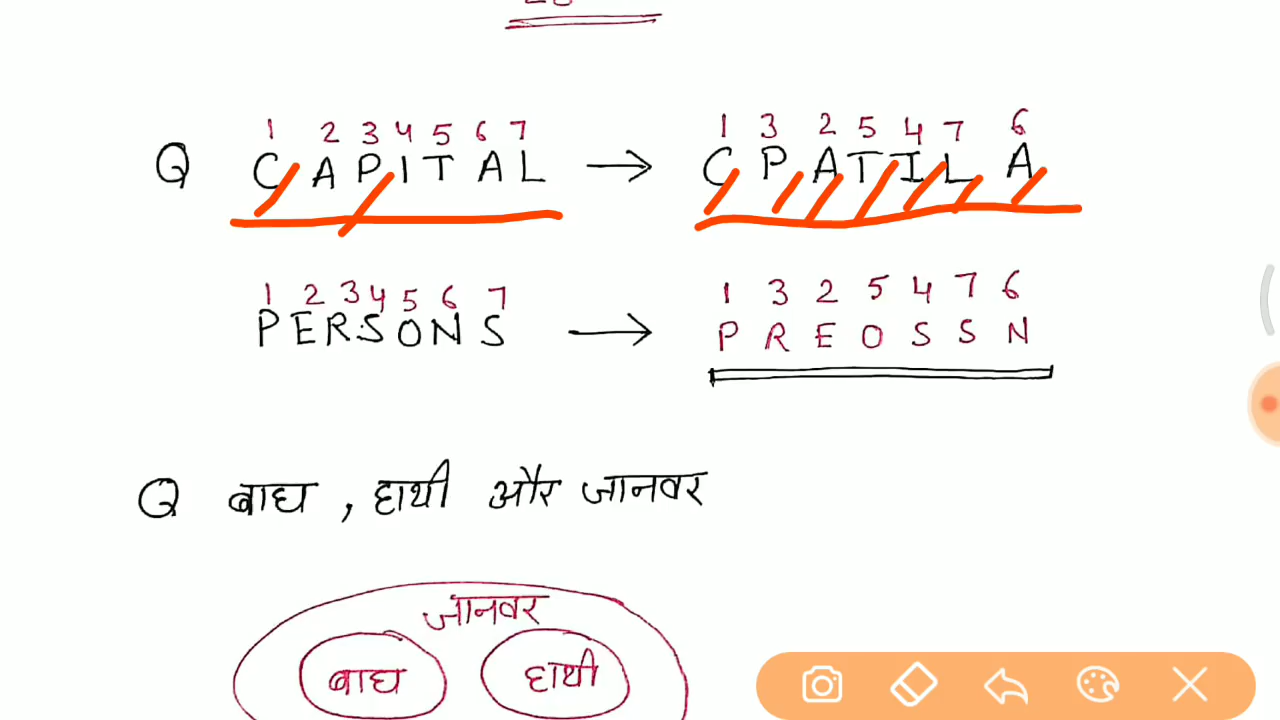 1 2 3 4 5 6 7 1 3 2 5 4 7 6
Q CAPITAL → CPATILA
1 2 3 4 5 6 7 1 3 2 5 4 7 6
PERSONS → PREOSSN
Q बाघ , हाथी और जानवर
जानवर
बाघ हाथी